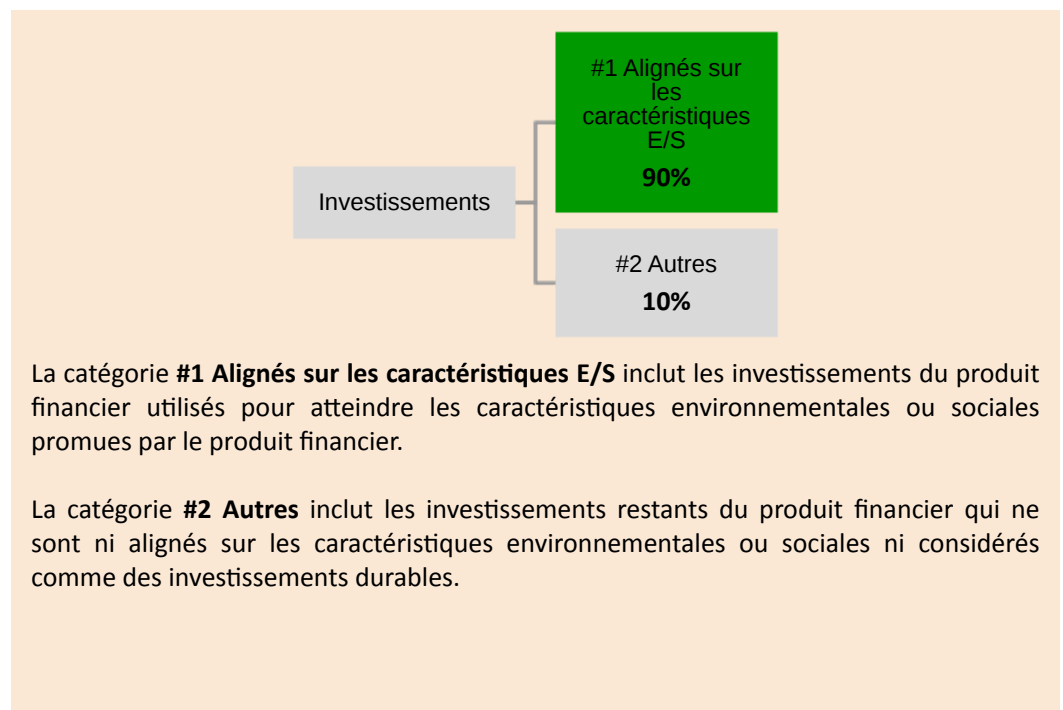 #1 Alignés sur
les
caractéristiques
E/S
90%
Investissements
#2 Autres
10%
La catégorie #1 Alignés sur les caractéristiques E/S inclut les investissements du produit
financier utilisés pour atteindre les caractéristiques environnementales ou sociales
promues par le produit financier.
La catégorie #2 Autres inclut les investissements restants du produit financier qui ne
sont ni alignés sur les caractéristiques environnementales ou sociales ni considérés
comme des investissements durables.